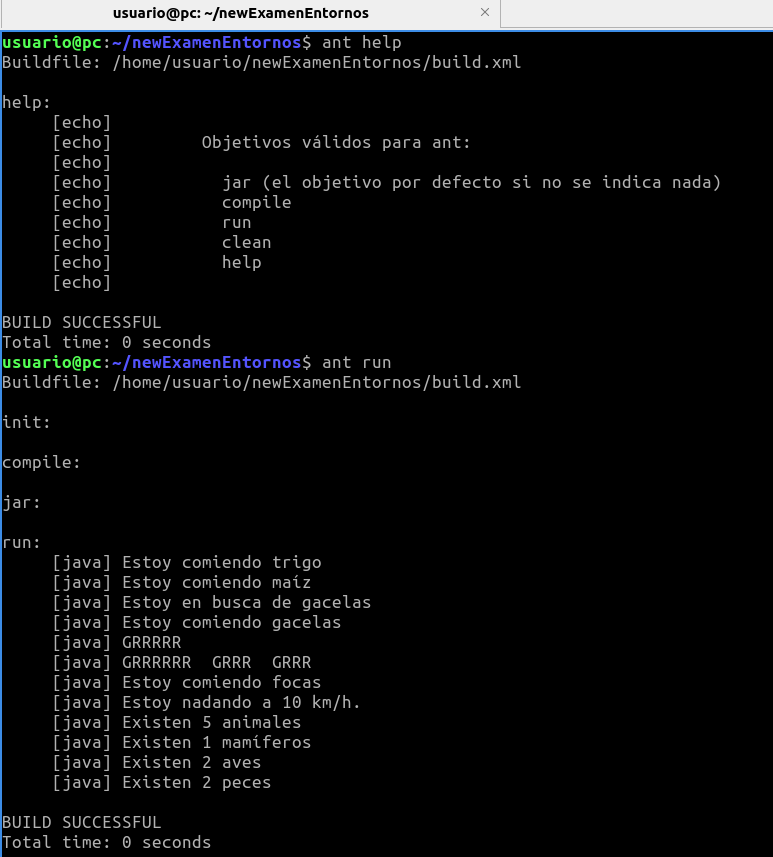 usuario@pc: ~/newExamenEntornos ×
usuario@pc:~/newExamenEntornos$ ant help
Buildfile: /home/usuario/newExamenEntornos/build.xml
help:
[echo]
[echo] Objetivos válidos para ant:
[echo]
[echo] jar (el objetivo por defecto si no se indica nada)
[echo] compile
[echo] run
[echo] clean
[echo] help
[echo]
BUILD SUCCESSFUL
Total time: 0 seconds
usuario@pc:~/newExamenEntornos$ ant run
Buildfile: /home/usuario/newExamenEntornos/build.xml
init:
compile:
jar:
run:
[java] Estoy comiendo trigo
[java] Estoy comiendo maíz
[java] Estoy en busca de gacelas
[java] Estoy comiendo gacelas
[java] GRRRRR
[java] GRRRRRR  GRRR  GRRR
[java] Estoy comiendo focas
[java] Estoy nadando a 10 km/h.
[java] Existen 5 animales
[java] Existen 1 mamíferos
[java] Existen 2 aves
[java] Existen 2 peces
BUILD SUCCESSFUL
Total time: 0 seconds